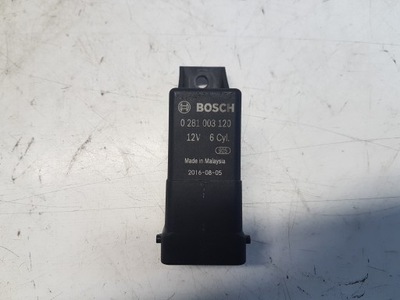 BOSCH
0 281 003 120
12V 6 Cyl.
Made in Malaysia
2016-08-05